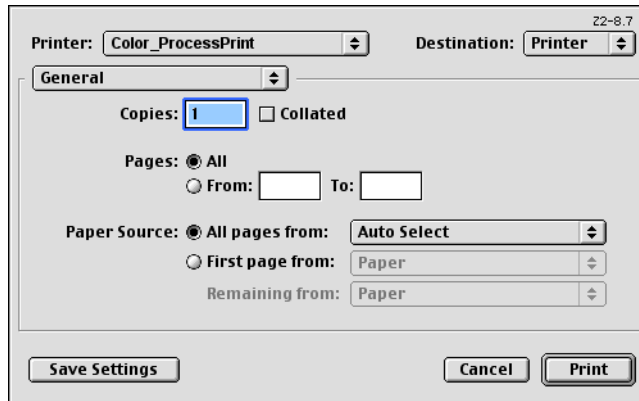 Z2-8.7
Printer: Color_ProcessPrint Destination: Printer
General
Copies: 1 Collated
Pages: All
From: To:
Paper Source: All pages from: Auto Select
First page from: Paper
Remaining from: Paper
Save Settings Cancel Print